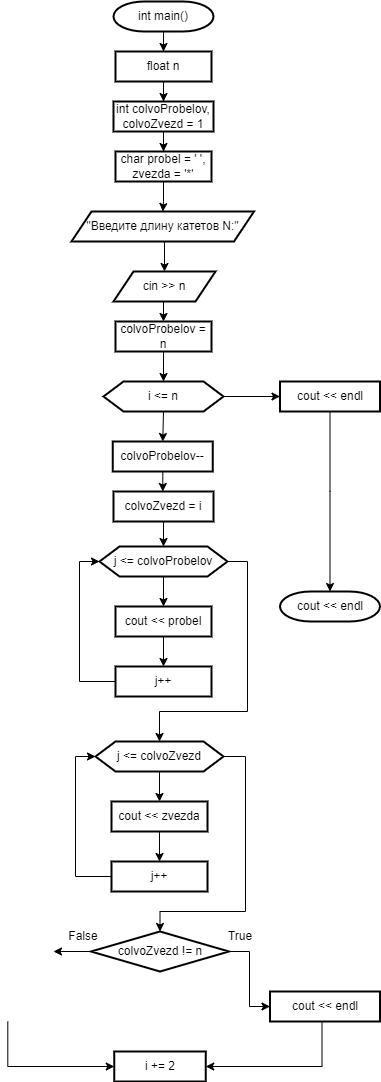 int main()
float n
int colvoProbelov,
colvoZvezd = 1
char probel = ' ',
zvezda = '*'
"Введите длину катетов N:"
cin >> n
colvoProbelov =
n
i <= n
cout << endl
colvoProbelov--
colvoZvezd = i
j <= colvoProbelov
cout << endl
cout << probel
j++
j <= colvoZvezd
cout << zvezda
j++
False
True
colvoZvezd != n
cout << endl
i += 2